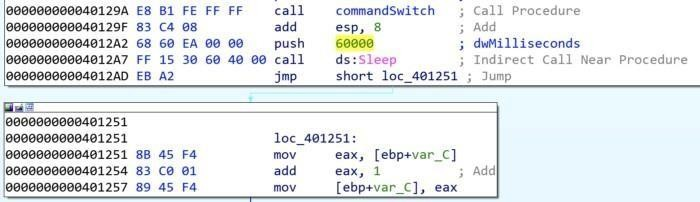 000000000040129A E8 B1 FE FF FF call commandSwitch ; Call Procedure
000000000040129F 83 C4 08 add esp, 8 ; Add
00000000004012A2 68 60 EA 00 00 push 60000 ; dwMilliseconds
00000000004012A7 FF 15 30 60 40 00 call ds:Sleep ; Indirect Call Near Procedure
00000000004012AD EB A2 jmp short loc_401251 ; Jump
0000000000401251
0000000000401251 loc_401251:
0000000000401251 8B 45 F4 mov eax, [ebp+var_C]
0000000000401254 83 C0 01 add eax, 1 ; Add
0000000000401257 89 45 F4 mov [ebp+var_C], eax